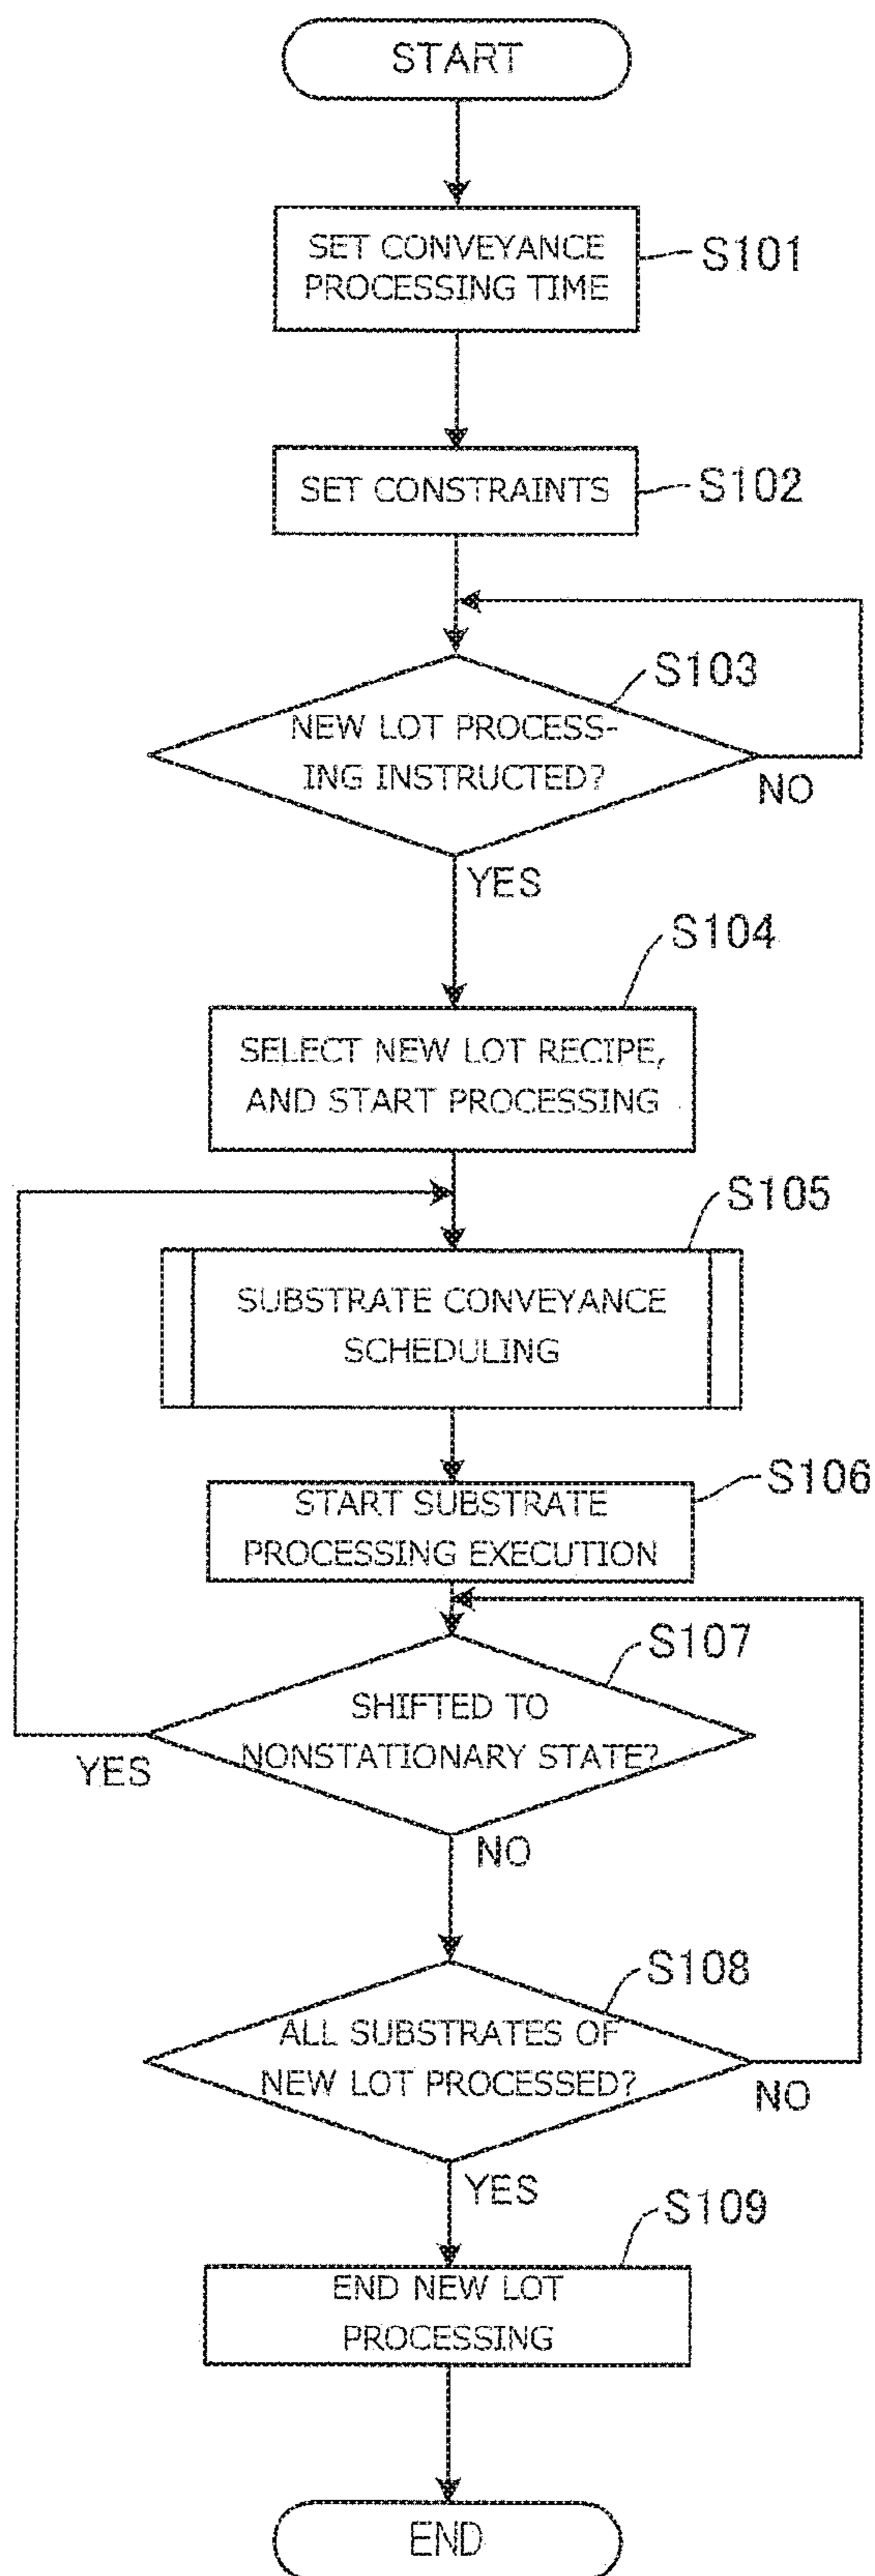 START
SET CONVEYANCE
PROCESSING TIME
S101
SET CONSTRAINTS
S102
S103
NEW LOT PROCESS-
ING INSTRUCTED?
NO
YES
S104
SELECT NEW LOT RECIPE,
AND START PROCESSING
S105
SUBSTRATE CONVEYANCE
SCHEDULING
S106
START SUBSTRATE
PROCESSING EXECUTION
S107
SHIFTED TO
NONSTATIONARY STATE?
YES
NO
S108
ALL SUBSTRATES OF
NEW LOT PROCESSED?
NO
YES
S109
END NEW LOT
PROCESSING
END